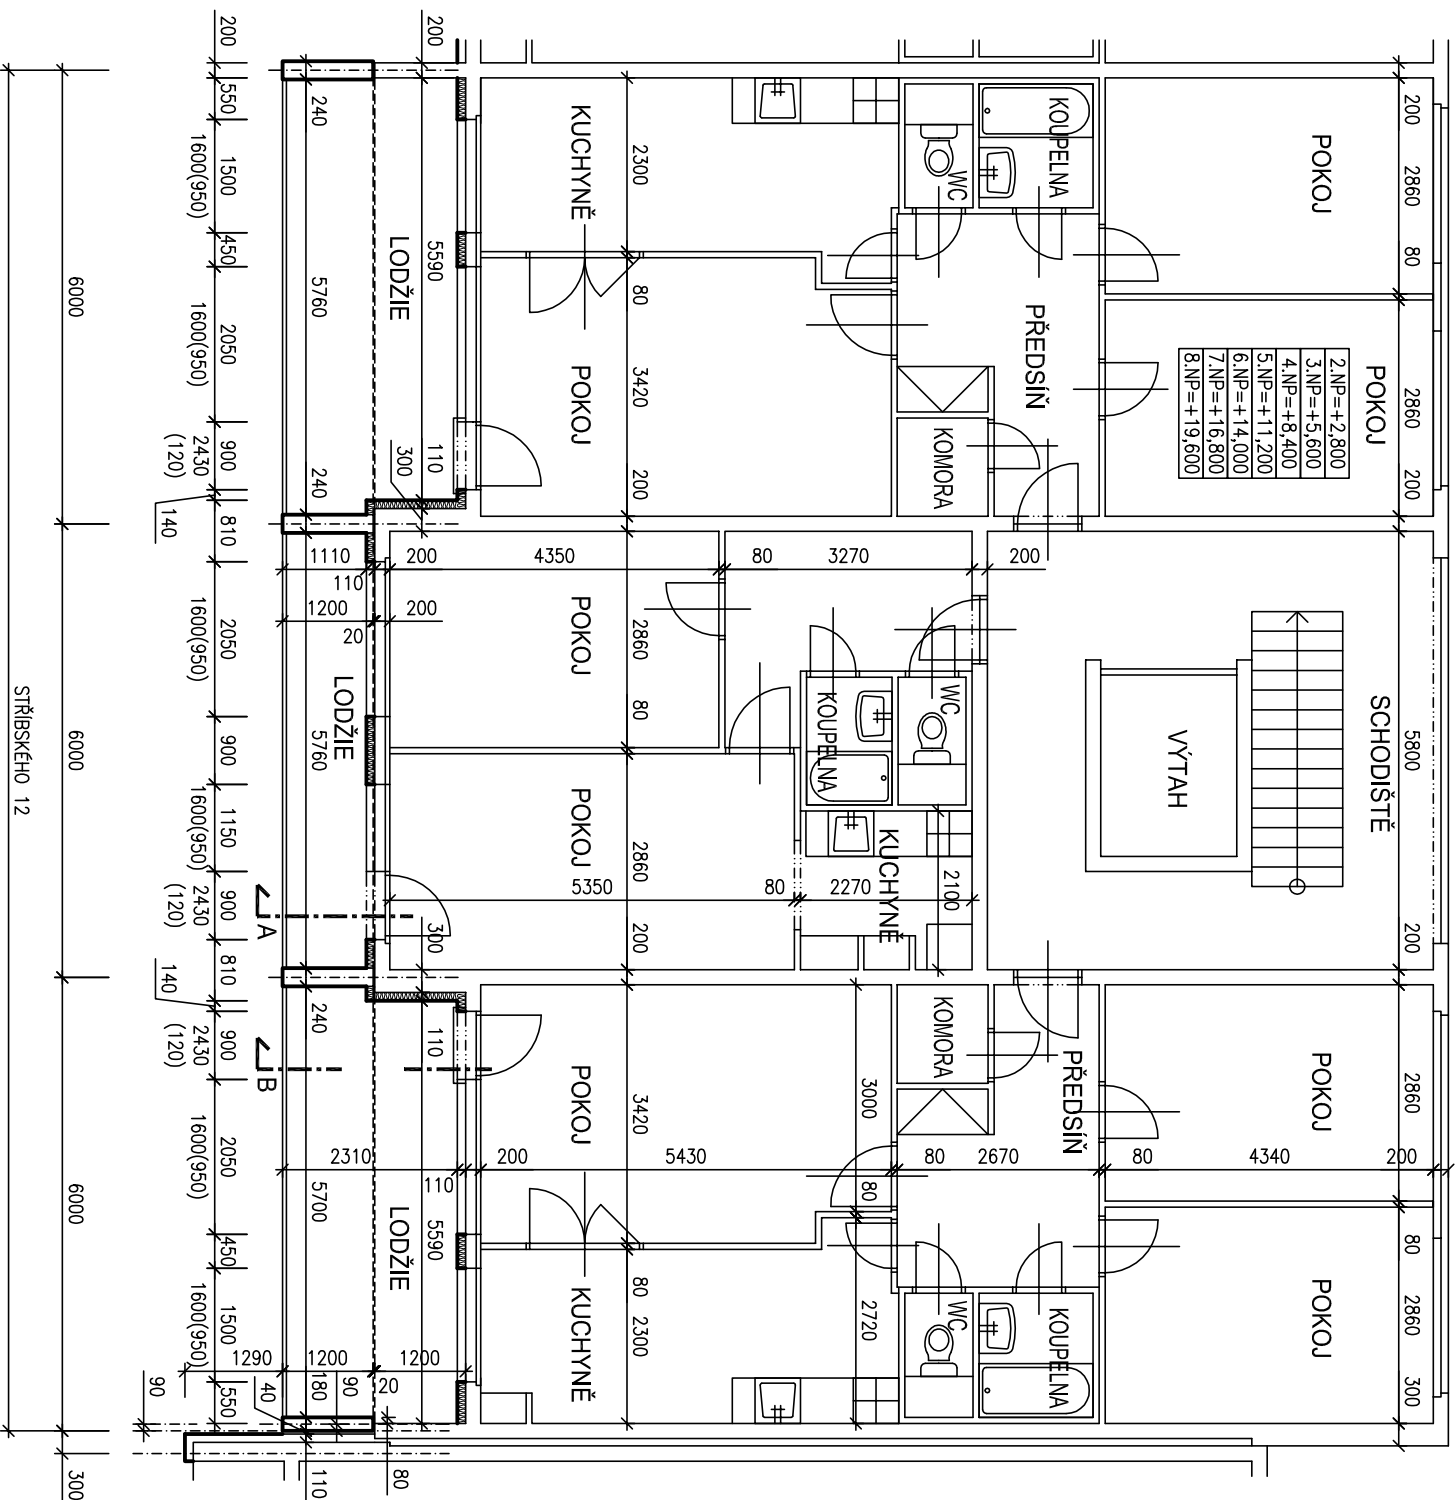 POKOJ
POKOJ
SCHODIŠTĚ
POKOJ
POKOJ
200
2860
80
2860
200
5800
200
2860
80
2860
300
2.NP=+2,800
3.NP=+5,600
4.NP=+8,400
5.NP=+11,200
6.NP=+14,000
7.NP=+16,800
8.NP=+19,600
VÝTAH
KOUPELNA
WC
PŘEDSÍŇ
KOMORA
KOMORA
PŘEDSÍŇ
KOUPELNA
WC
200
3270
80
4350
200
1110
110
200
1200
20
WC
KOUPELNA
KUCHYNĚ
2100
2270
80
5350
200
4340
80
2670
80
5430
200
2310
110
3000
80
2720
2300
80
3420
200
2860
80
2860
200
3420
80
2300
KUCHYNĚ
POKOJ
POKOJ
POKOJ
POKOJ
KUCHYNĚ
200
5590
110
300
300
110
5590
LODŽIE
LODŽIE
LODŽIE
1200
20
1200
1290
240
5760
240
5760
240
5700
180
90
40
110
80
A
B
200
550
1500
450
2050
900
810
2050
900
1150
900
810
900
2050
450
1500
550
1600(950)
1600(950)
2430
(120)
140
1600(950)
1600(950)
2430
(120)
140
2430
(120)
1600(950)
1600(950)
90
6000
6000
6000
300
STŘÍBSKÉHO 12